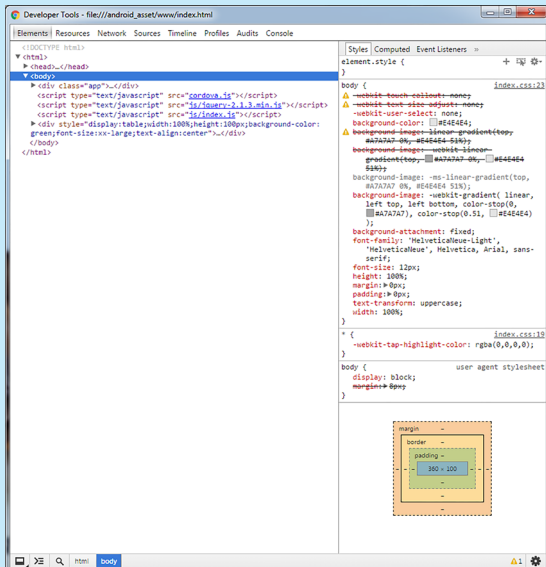 Developer Tools - file:///android_asset/www/index.html
Elements Resources Network Sources Timeline Profiles Audits Console
<!DOCTYPE html>
▼<html>
▶<head>…</head>
▼<body>
▶<div class="app">…</div>
<script type="text/javascript" src="cordova.js"></script>
<script type="text/javascript" src="js/jquery-2.1.3.min.js"></script>
<script type="text/javascript" src="js/index.js"></script>
▶<div style="display:table;width:100%;height:100px;background-color:
green;font-size:xx-large;text-align:center">…</div>
</body>
</html>
Styles Computed Event Listeners »
element.style {
}
body { index.css:23
-webkit-touch-callout: none;
-webkit-text-size-adjust: none;
-webkit-user-select: none;
background-color: #E4E4E4;
background-image: linear-gradient(top,
#A7A7A7 0%, #E4E4E4 51%);
background-image: -webkit-linear-
gradient(top, #A7A7A7 0%, #E4E4E4
51%);
background-image: -ms-linear-gradient(top,
#A7A7A7 0%, #E4E4E4 51%);
background-image: -webkit-gradient( linear,
left top, left bottom, color-stop(0,
#A7A7A7), color-stop(0.51, #E4E4E4)
);
background-attachment: fixed;
font-family: 'HelveticaNeue-Light',
'HelveticaNeue', Helvetica, Arial, sans-
serif;
font-size: 12px;
height: 100%;
margin:▶0px;
padding:▶0px;
text-transform: uppercase;
width: 100%;
}
* { index.css:19
-webkit-tap-highlight-color: rgba(0,0,0,0);
}
body { user agent stylesheet
display: block;
margin:▶8px;
}
margin –
border –
padding –
– – – 360 × 100 – – –
–
–
–
html body
1